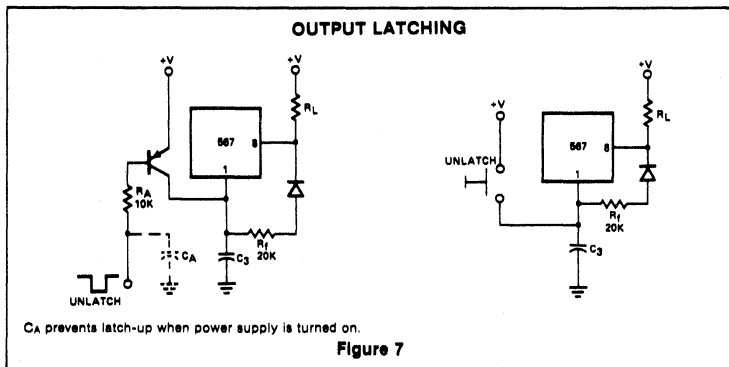 OUTPUT LATCHING
+V
+V
RL
567
8
1
RA
10K
Rf
20K
C3
CA
UNLATCH
+V
+V
RL
567
8
1
UNLATCH
Rf
20K
C3
CA prevents latch-up when power supply is turned on.
Figure 7